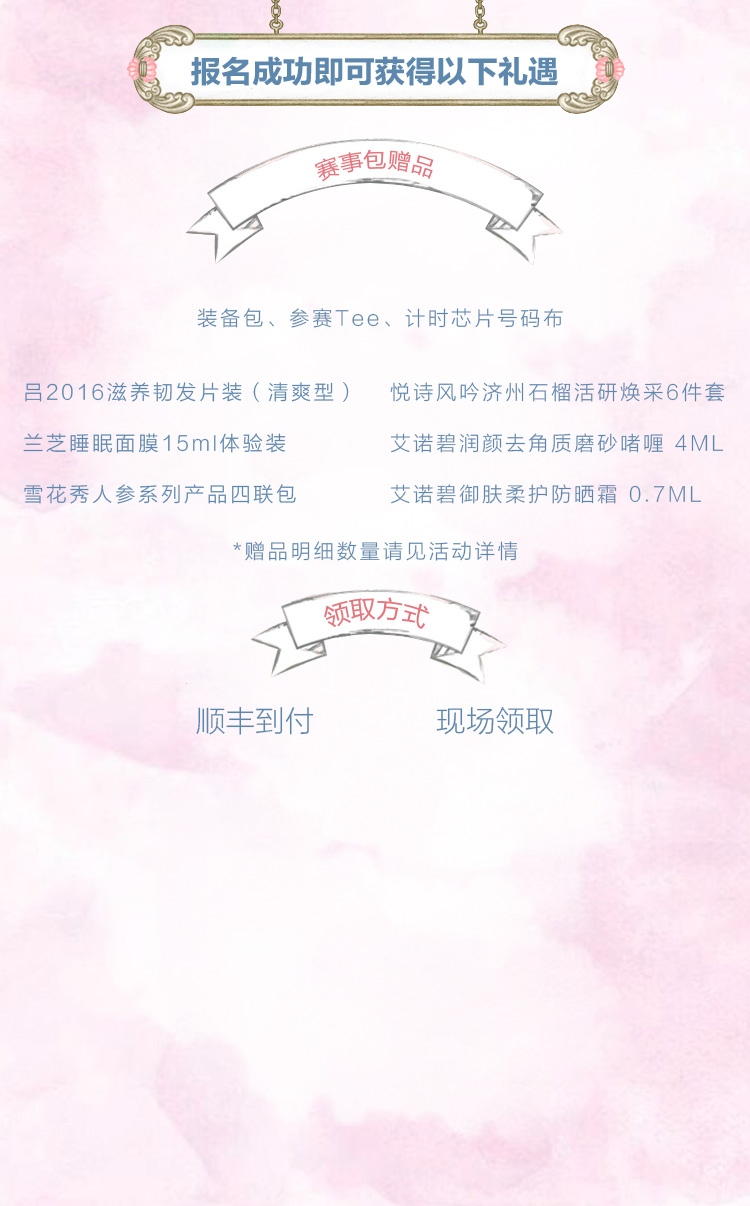 报名成功即可获得以下礼遇
赛事包赠品
装备包、参赛Tee、计时芯片号码布
吕2016滋养韧发片装（清爽型）
悦诗风吟济州石榴活研焕采6件套
兰芝睡眠面膜15ml体验装
艾诺碧润颜去角质磨砂啫喱 4ML
雪花秀人参系列产品四联包
艾诺碧御肤柔护防晒霜 0.7ML
*赠品明细数量请见活动详情
领取方式
顺丰到付
现场领取